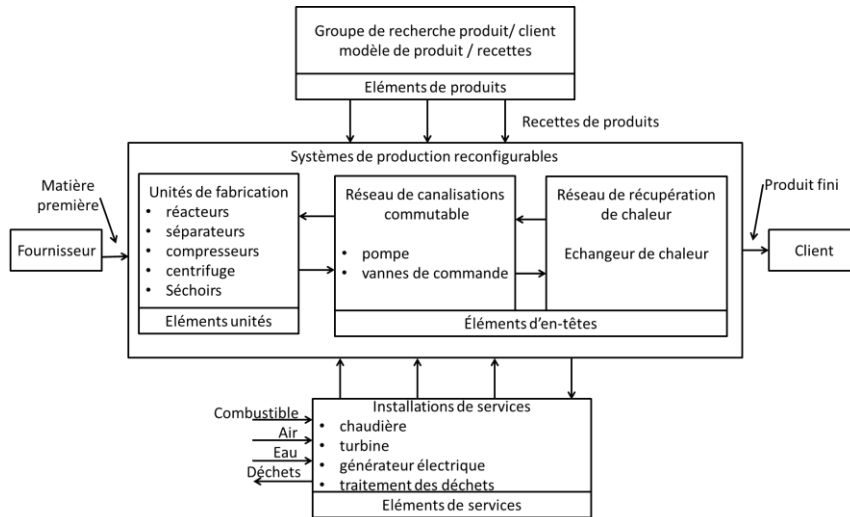 Groupe de recherche produit/ client
modèle de produit / recettes
Eléments de produits
Recettes de produits
Systèmes de production reconfigurables
Matière
première
Fournisseur
Unités de fabrication
• réacteurs
• séparateurs
• compresseurs
• centrifuge
• Séchoirs
Eléments unités
Réseau de canalisations
commutable
• pompe
• vannes de commande
Réseau de récupération
de chaleur
Echangeur de chaleur
Éléments d'en-têtes
Produit fini
Client
Combustible
Air
Eau
Déchets
Installations de services
• chaudière
• turbine
• générateur électrique
• traitement des déchets
Eléments de services